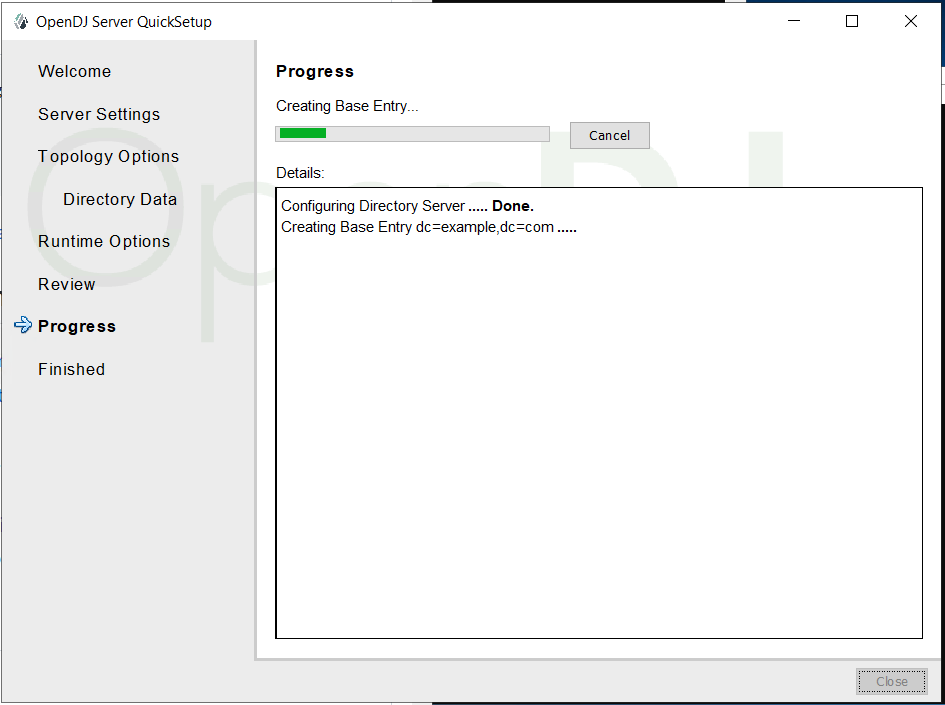 OpenDJ Server QuickSetup
Welcome
Server Settings
Topology Options
Directory Data
Runtime Options
Review
Progress
Finished
OpenDJ
Progress
Creating Base Entry...
Cancel
Details:
Configuring Directory Server ..... Done.
Creating Base Entry dc=example,dc=com .....
Close